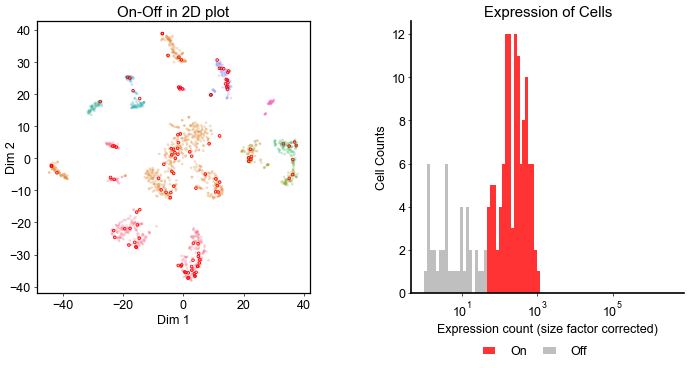 On-Off in 2D plot
Dim 2
40
30
20
10
0
−10
−20
−30
−40
−40 −20 0 20 40
Dim 1
Expression of Cells
Cell Counts
12
10
8
6
4
2
0
10^1 10^3 10^5
Expression count (size factor corrected)
On Off